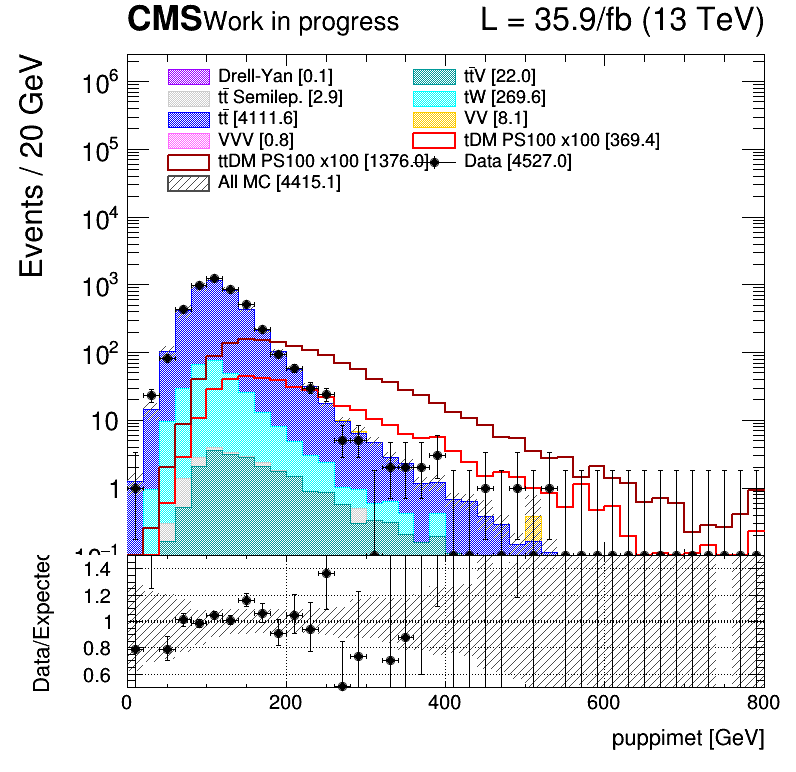 CMS Work in progress L = 35.9/fb (13 TeV)
Events / 20 GeV
10⁶
10⁵
10⁴
10³
10²
10
1
10⁻¹
Drell-Yan [0.1] tt̄V [22.0]
tt̄ Semilep. [2.9] tW [269.6]
tt̄ [4111.6] VV [8.1]
VVV [0.8] tDM PS100 x100 [369.4]
ttDM PS100 x100 [1376.0] Data [4527.0]
All MC [4415.1]
Data/Expected
1.4
1.2
1
0.8
0.6
0 200 400 600 800
puppimet [GeV]